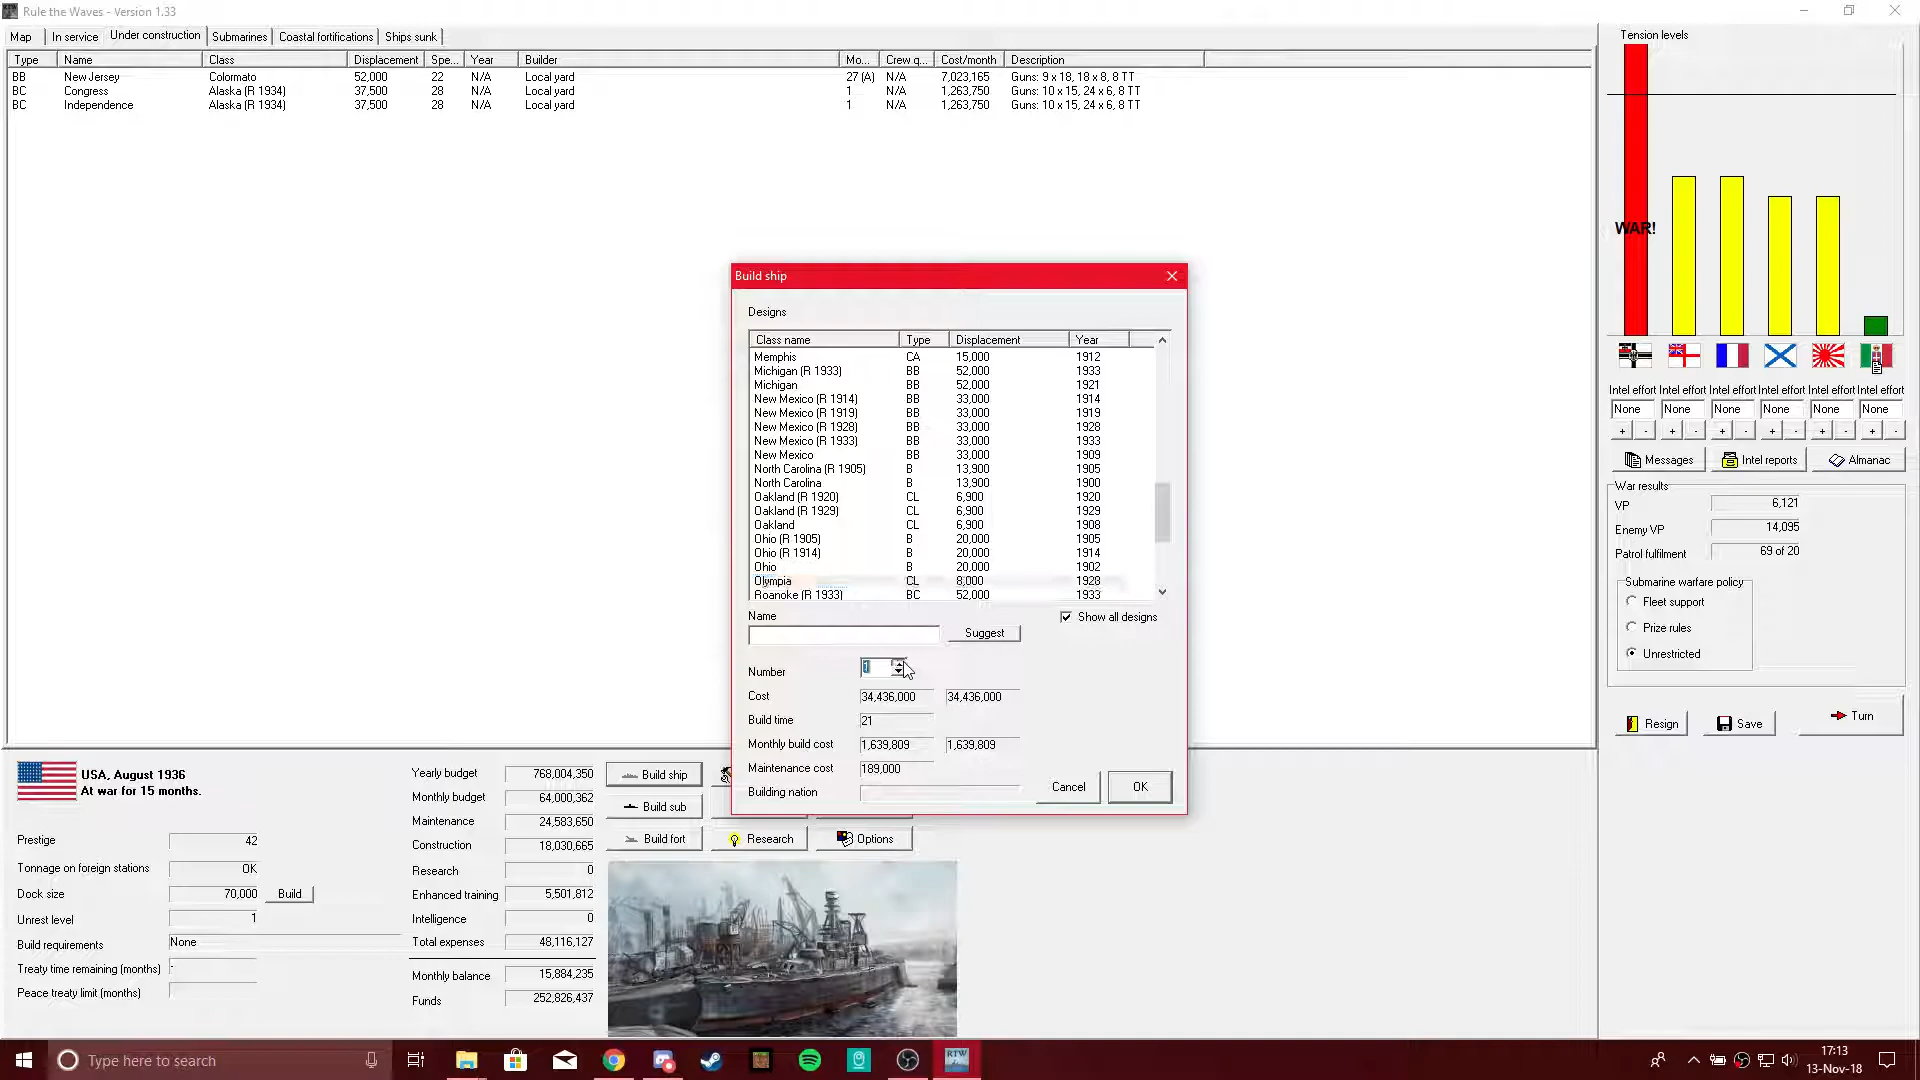 Rule the Waves - Version 1.33
Map In service Under construction Submarines Coastal fortifications Ships sunk
Type Name Class Displacement Spe... Year Builder Mo... Crew q... Cost/month Description
BB New Jersey Colormato 52,000 22 N/A Local yard 27 (A) N/A 7,023,165 Guns: 9 x 18, 18 x 8, 8 TT
BC Congress Alaska (R 1934) 37,500 28 N/A Local yard 1 N/A 1,263,750 Guns: 10 x 15, 24 x 6, 8 TT
BC Independence Alaska (R 1934) 37,500 28 N/A Local yard 1 N/A 1,263,750 Guns: 10 x 15, 24 x 6, 8 TT
Tension levels
WAR!
Intel effort Intel effort Intel effort Intel effort Intel effort Intel effort
None None None None None None
+ - + - + - + - + - + -
Messages Intel reports Almanac
War results
VP 6,121
Enemy VP 14,095
Patrol fulfilment 69 of 20
Submarine warfare policy
Fleet support
Prize rules
Unrestricted
Resign Save Turn
Build ship
Designs
Class name Type Displacement Year
Memphis CA 15,000 1912
Michigan (R 1933) BB 52,000 1933
Michigan BB 52,000 1921
New Mexico (R 1914) BB 33,000 1914
New Mexico (R 1919) BB 33,000 1919
New Mexico (R 1928) BB 33,000 1928
New Mexico (R 1933) BB 33,000 1933
New Mexico BB 33,000 1909
North Carolina (R 1905) B 13,900 1905
North Carolina B 13,900 1900
Oakland (R 1920) CL 6,900 1920
Oakland (R 1929) CL 6,900 1929
Oakland CL 6,900 1908
Ohio (R 1905) B 20,000 1905
Ohio (R 1914) B 20,000 1914
Ohio B 20,000 1902
Olympia CL 8,000 1928
Roanoke (R 1933) BC 52,000 1933
Name Show all designs
Suggest
Number 1
Cost 34,436,000 34,436,000
Build time 21
Monthly build cost 1,639,809 1,639,809
Maintenance cost 189,000
Building nation
Cancel OK
USA, August 1936
At war for 15 months.
Prestige 42
Tonnage on foreign stations OK
Dock size 70,000 Build
Unrest level 1
Build requirements None
Treaty time remaining (months) -
Peace treaty limit (months)
Yearly budget 768,004,350
Monthly budget 64,000,362
Maintenance 24,583,650
Construction 18,030,665
Research 0
Enhanced training 5,501,812
Intelligence 0
Total expenses 48,116,127
Monthly balance 15,884,235
Funds 252,826,437
Build ship
Build sub
Build fort Research Options
Type here to search
RTW
17:13
13-Nov-18